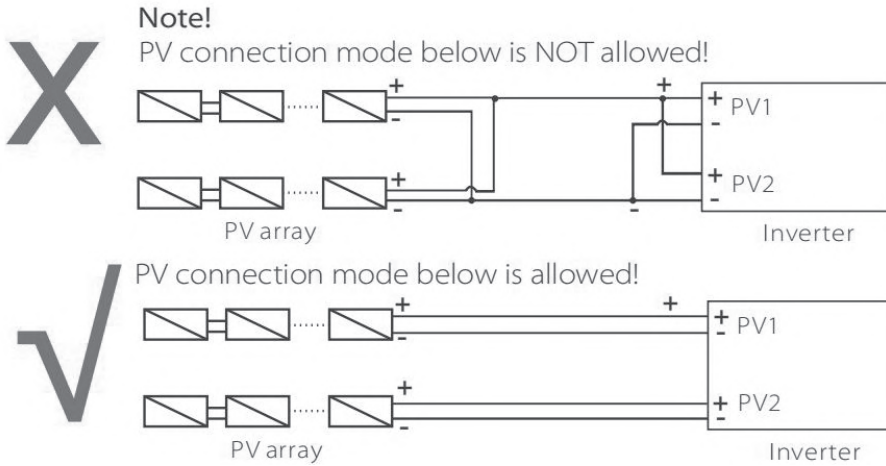 Note!
PV connection mode below is NOT allowed!
X
+ + + PV1
- -
+ + PV2
- - -
PV array
Inverter
PV connection mode below is allowed!
√
+ + + PV1
- -
+ + PV2
- -
PV array
Inverter